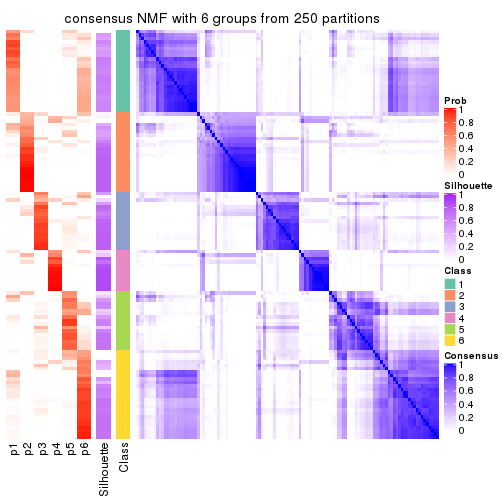 consensus NMF with 6 groups from 250 partitions
Prob
1
0.8
0.6
0.4
0.2
0
Silhouette
1
0.8
0.6
0.4
0.2
0
Class
1
2
3
4
5
6
Consensus
1
0.8
0.6
0.4
0.2
0
p1
p2
p3
p4
p5
p6
Silhouette
Class